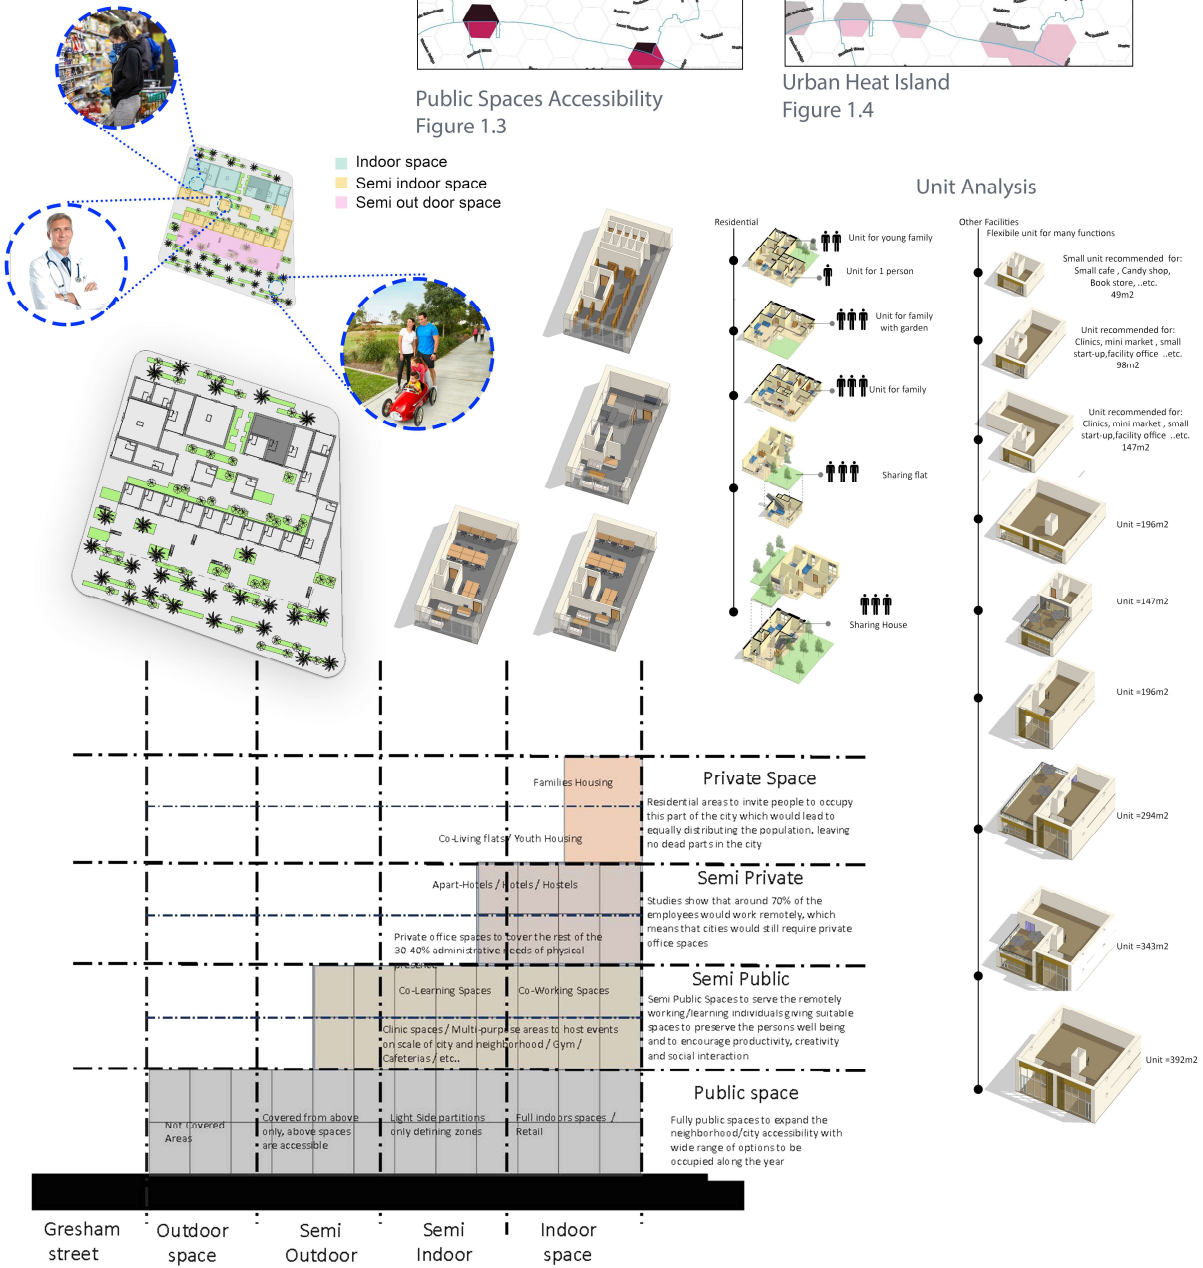 Public Spaces Accessibility
Figure 1.3
Urban Heat Island
Figure 1.4
Indoor space
Semi indoor space
Semi out door space
Unit Analysis
Residential
Unit for young family
Unit for 1 person
Unit for family
with garden
Unit for family
Sharing flat
Sharing House
Other Facilities
Flexibile unit for many functions
Small unit recommended for:
Small cafe , Candy shop,
Book store, ..etc.
49m2
Unit recommended for:
Clinics, mini market , small
start-up,facility office ..etc.
98m2
Unit recommended for:
Clinics, mini market , small
start-up,facility office ..etc.
147m2
Unit =196m2
Unit =147m2
Unit =196m2
Unit =294m2
Unit =343m2
Unit =392m2
Families Housing
Co-Living flats / Youth Housing
Private Space
Residential areas to invite people to occupy
this part of the city which would lead to
equally distributing the population, leaving
no dead parts in the city
Apart-Hotels / Hotels / Hostels
Private office spaces to cover the rest of the
30-40% administrative needs of physical
presence
Semi Private
Studies show that around 70% of the
employees would work remotely, which
means that cities would still require private
office spaces
Co-Learning Spaces
Co-Working Spaces
Clinic spaces / Multi-purpose areas to host events
on scale of city and neighborhood / Gym /
Cafeterias / etc..
Semi Public
Semi Public Spaces to serve the remotely
working/learning individuals giving suitable
spaces to preserve the persons well being
and to encourage productivity, creativity
and social interaction
Not Covered
Areas
Covered from above
only, above spaces
are accessible
Light Side partitions
only defining zones
Full indoors spaces /
Retail
Public space
Fully public spaces to expand the
neighborhood/city accessibility with
wide range of options to be
occupied along the year
Gresham
street
Outdoor
space
Semi
Outdoor
Semi
Indoor
Indoor
space